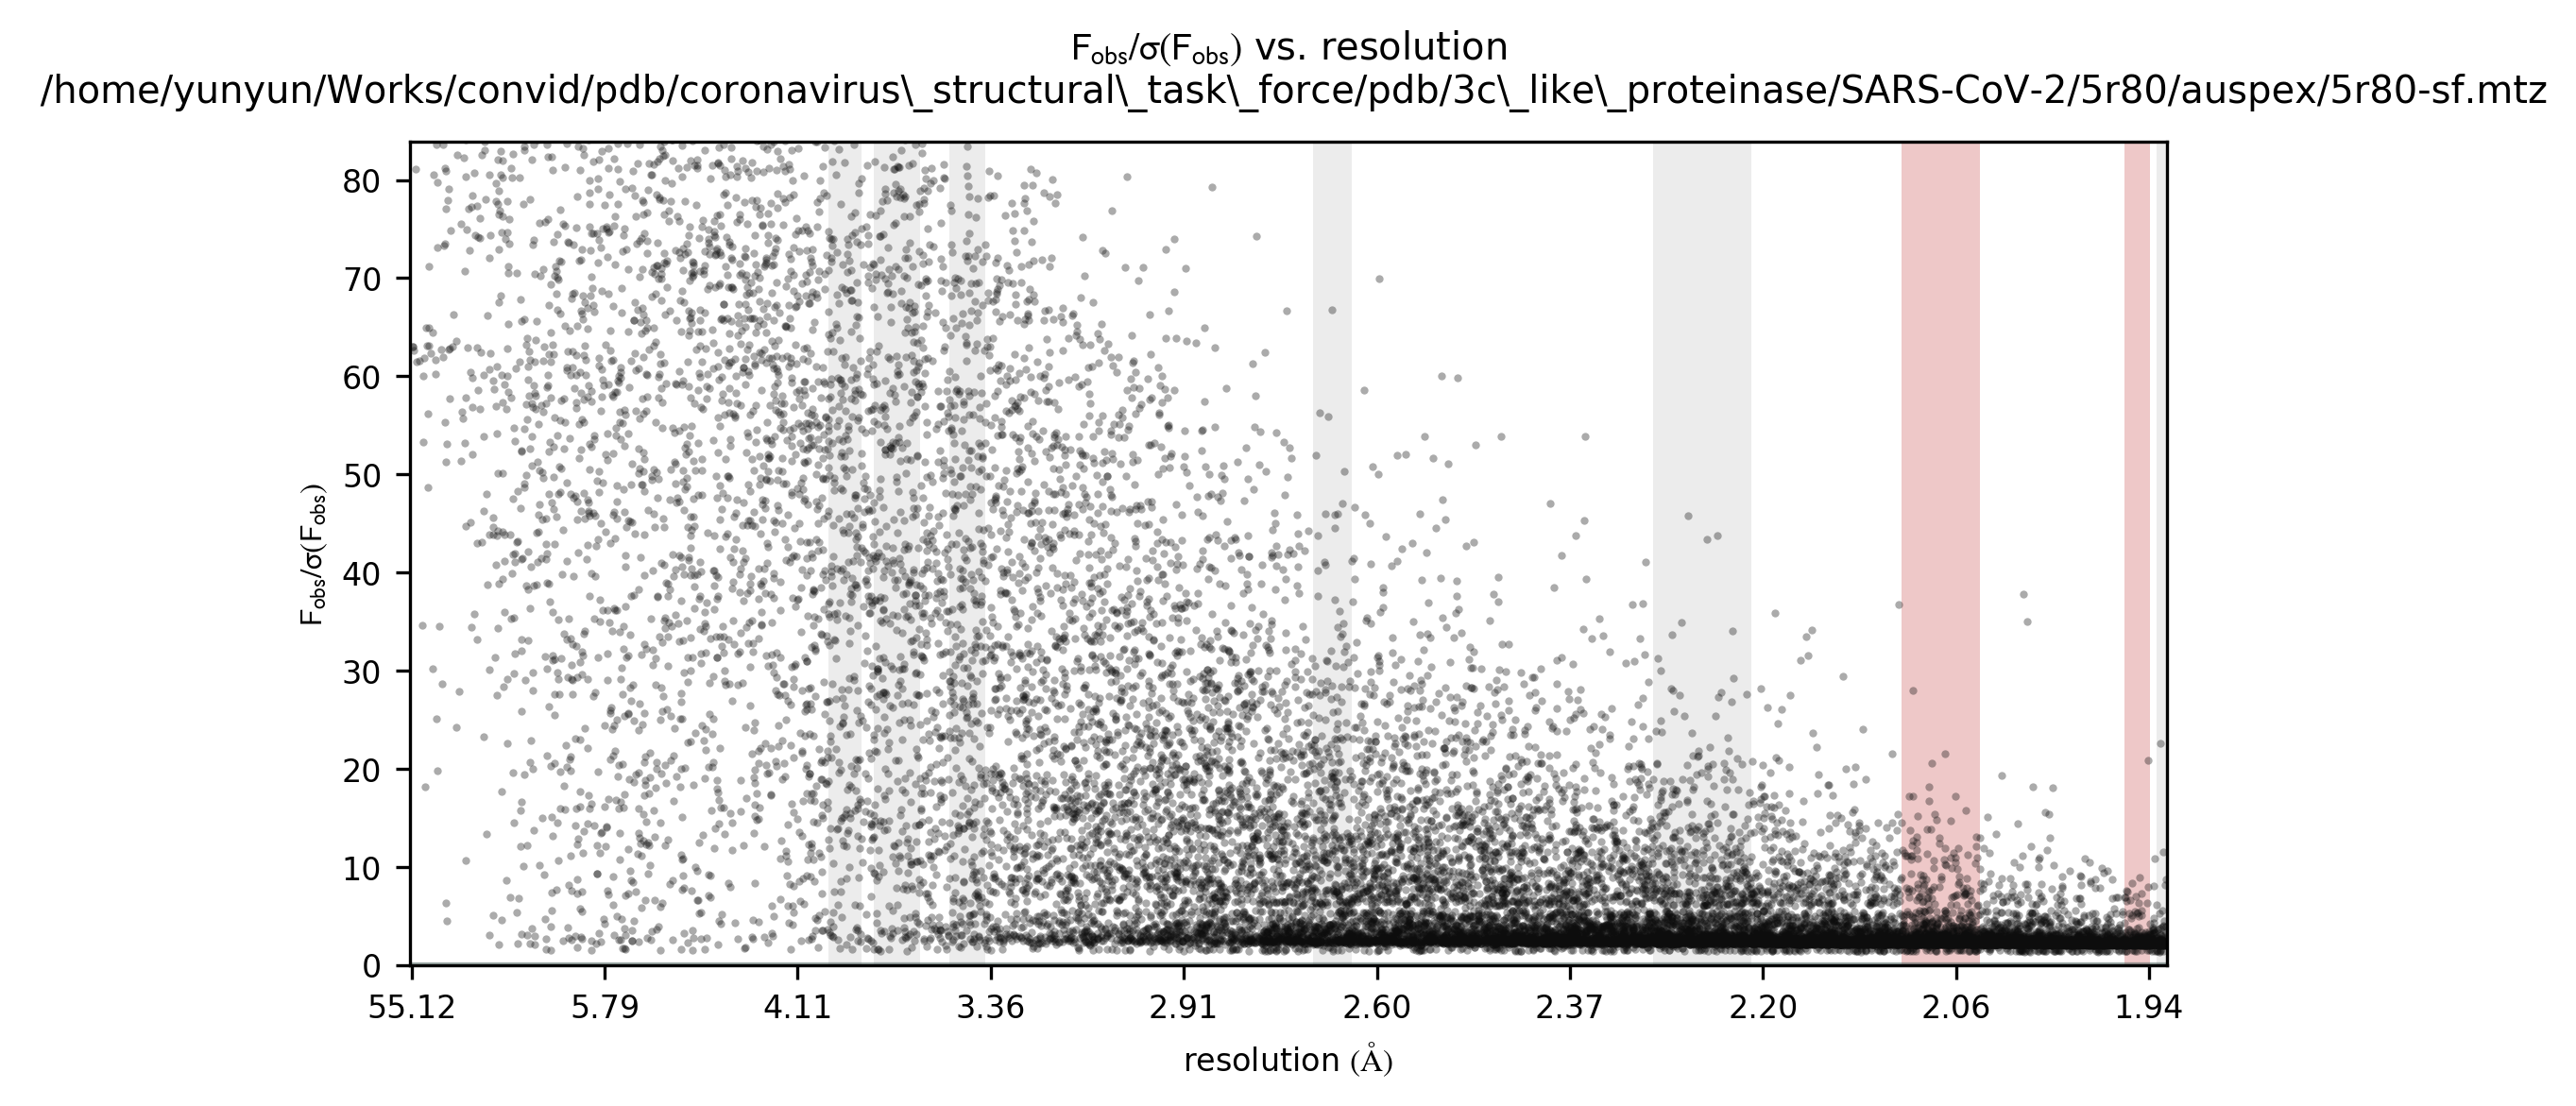 Fobs/σ(Fobs) vs. resolution
/home/yunyun/Works/convid/pdb/coronavirus\_structural\_task\_force/pdb/3c\_like\_proteinase/SARS-CoV-2/5r80/auspex/5r80-sf.mtz
80
70
60
50
40
30
20
10
0
Fobs/σ(Fobs)
55.12 5.79 4.11 3.36 2.91 2.60 2.37 2.20 2.06 1.94
resolution (Å)